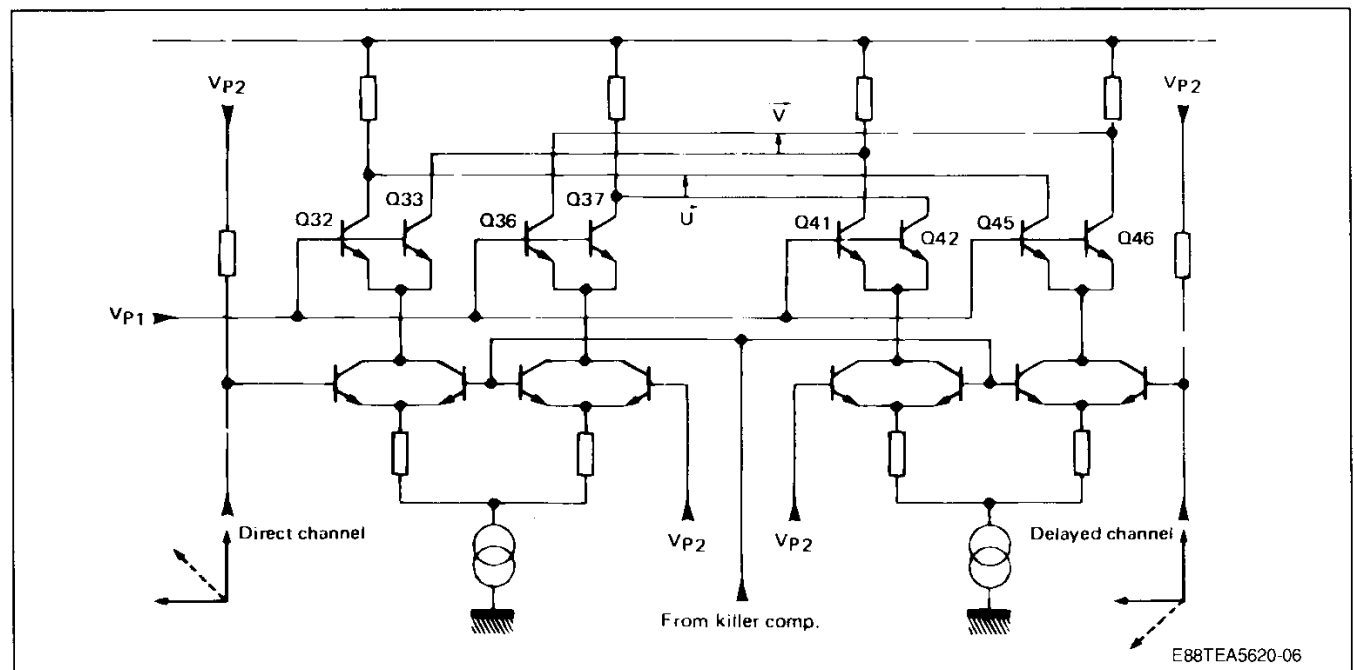 VP2
V
VP2
Q32
Q33
Q36
Q37
U
Q41
Q42
Q45
Q46
VP1
Direct channel
VP2
VP2
Delayed channel
From killer comp.
E88TEA5620-06